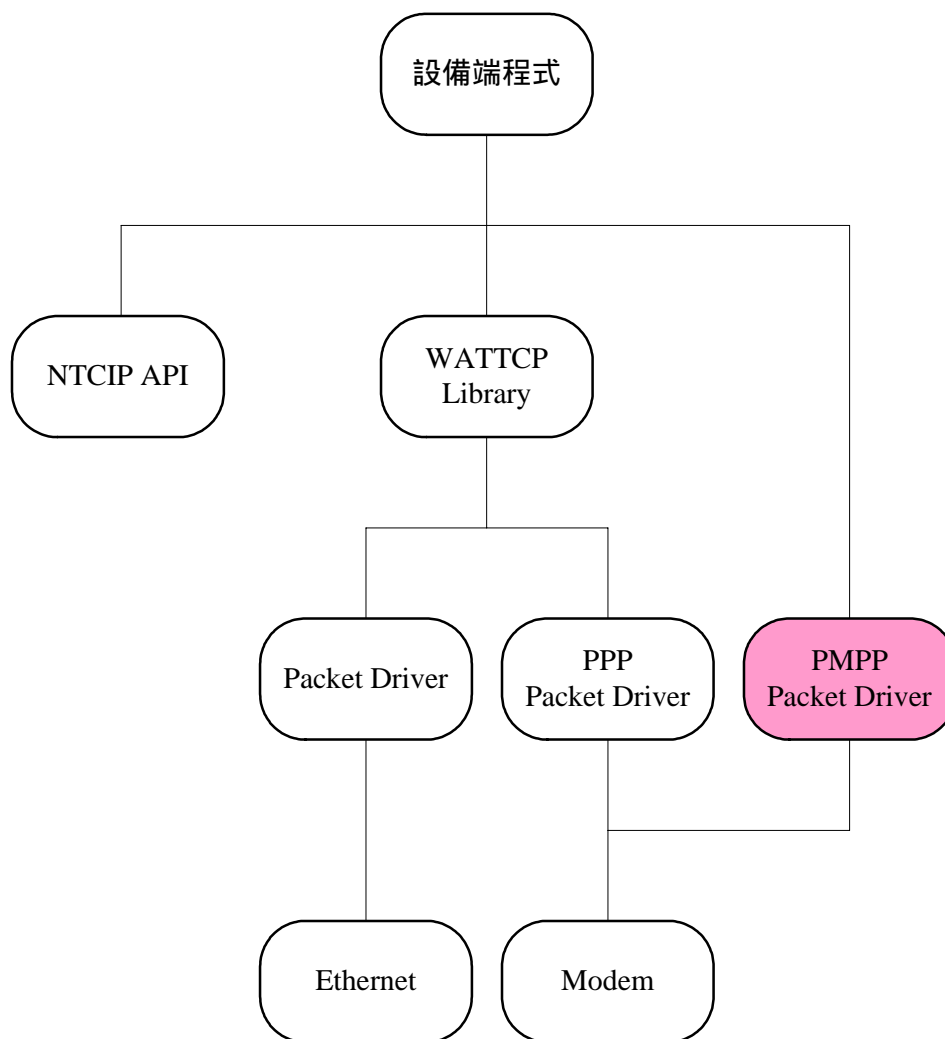 設備端程式
NTCIP API
WATTCP
Library
Packet Driver
PPP
Packet Driver
PMPP
Packet Driver
Ethernet
Modem